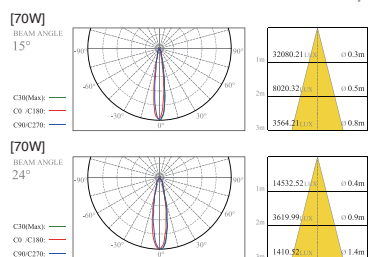 [70W]
BEAM ANGLE
15°
C30(Max):
C0 /C180:
C90/C270:
-90°
90°
-60°
60°
-30°
30°
0°
1m
32080.21LUX
Ø 0.3m
2m
8020.32LUX
Ø 0.5m
3m
3564.21LUX
Ø 0.8m
[70W]
BEAM ANGLE
24°
C30(Max):
C0 /C180:
C90/C270:
-90°
90°
-60°
60°
-30°
30°
0°
1m
14532.52LUX
Ø 0.4m
2m
3619.99LUX
Ø 0.9m
3m
1410.52LUX
Ø 1.4m